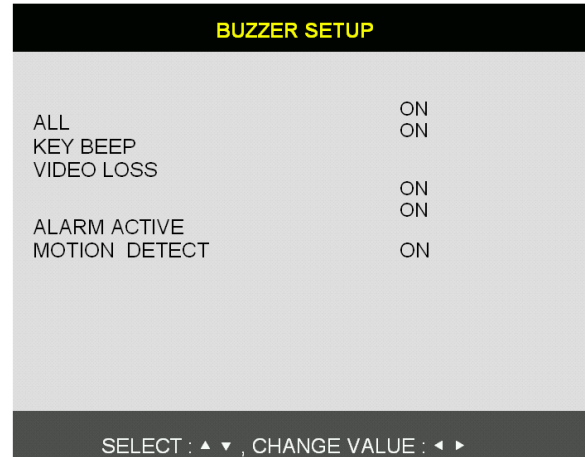 BUZZER SETUP
ALL ON
KEY BEEP ON
VIDEO LOSS ON
ALARM ACTIVE ON
MOTION DETECT ON
SELECT : ▲ ▼ , CHANGE VALUE : ◄ ►